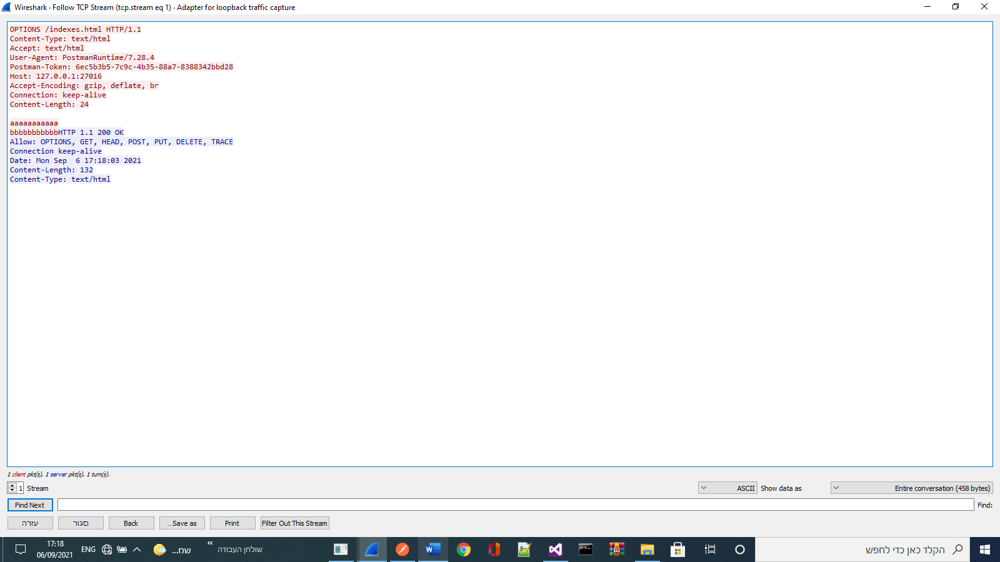 Wireshark · Follow TCP Stream (tcp.stream eq 1) · Adapter for loopback traffic capture
OPTIONS /indexes.html HTTP/1.1
Content-Type: text/html
Accept: text/html
User-Agent: PostmanRuntime/7.28.4
Postman-Token: 6ec5b3b5-7c9c-4b35-88a7-8388342bbd28
Host: 127.0.0.1:27016
Accept-Encoding: gzip, deflate, br
Connection: keep-alive
Content-Length: 24
aaaaaaaaaaa
bbbbbbbbbbbHTTP 1.1 200 OK
Allow: OPTIONS, GET, HEAD, POST, PUT, DELETE, TRACE
Connection keep-alive
Date: Mon Sep  6 17:18:03 2021
Content-Length: 132
Content-Type: text/html
1 client pkt(s), 1 server pkt(s), 1 turn(s).
1 Stream
ASCII Show data as
Entire conversation (458 bytes)
Find Next
Find:
עזרה
סגור
Back
...Save as
Print
Filter Out This Stream
17:18
06/09/2021
ENG
שמ...
שולחן העבודה
הקלד כאן כדי לחפש